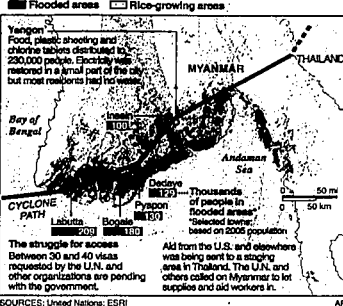 Flooded areas Rice-growing areas
Yangon
Food, plastic sheeting and
chlorine tablets distributed to
230,000 people. Electricity was
restored in a small part of the city
but most residents had no water.
MYANMAR
THAILAND
Bay of
Bengal
Insein
100
Andaman
Sea
Dedaye
129
Thousands
of people in
flooded areas*
*Selected towns;
based on 2005 population
Pyapon
130
0 50 mi
0 50 km
CYCLONE
PATH
Labutta
209
Bogale
180
The struggle for access
Between 30 and 40 visas
requested by the U.N. and
other organizations are pending
with the government.
Aid from the U.S. and elsewhere
was being sent to a staging
area in Thailand. The U.N. and
others called on Myanmar to let
supplies and aid workers in.
SOURCES: United Nations; ESRI
AP